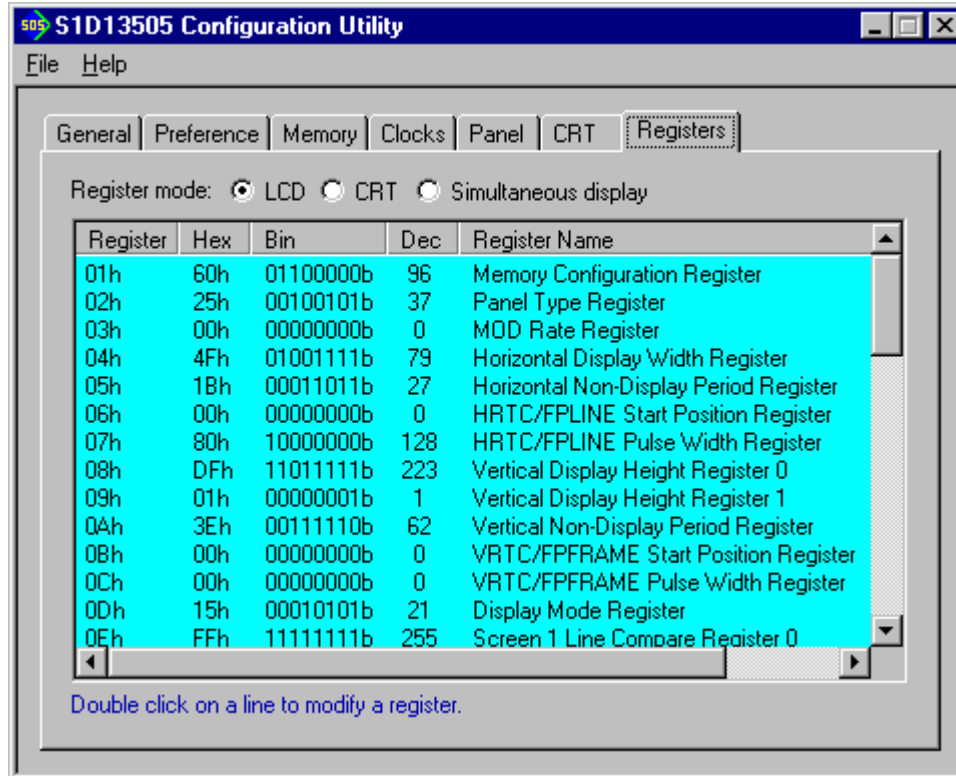 505 S1D13505 Configuration Utility
File Help
General Preference Memory Clocks Panel CRT Registers
Register mode: LCD CRT Simultaneous display
Register Hex Bin Dec Register Name
01h 60h 01100000b 96 Memory Configuration Register
02h 25h 00100101b 37 Panel Type Register
03h 00h 00000000b 0 MOD Rate Register
04h 4Fh 01001111b 79 Horizontal Display Width Register
05h 1Bh 00011011b 27 Horizontal Non-Display Period Register
06h 00h 00000000b 0 HRTC/FPLINE Start Position Register
07h 80h 10000000b 128 HRTC/FPLINE Pulse Width Register
08h DFh 11011111b 223 Vertical Display Height Register 0
09h 01h 00000001b 1 Vertical Display Height Register 1
0Ah 3Eh 00111110b 62 Vertical Non-Display Period Register
0Bh 00h 00000000b 0 VRTC/FPFRAME Start Position Register
0Ch 00h 00000000b 0 VRTC/FPFRAME Pulse Width Register
0Dh 15h 00010101b 21 Display Mode Register
0Eh FFh 11111111b 255 Screen 1 Line Compare Register 0
Double click on a line to modify a register.